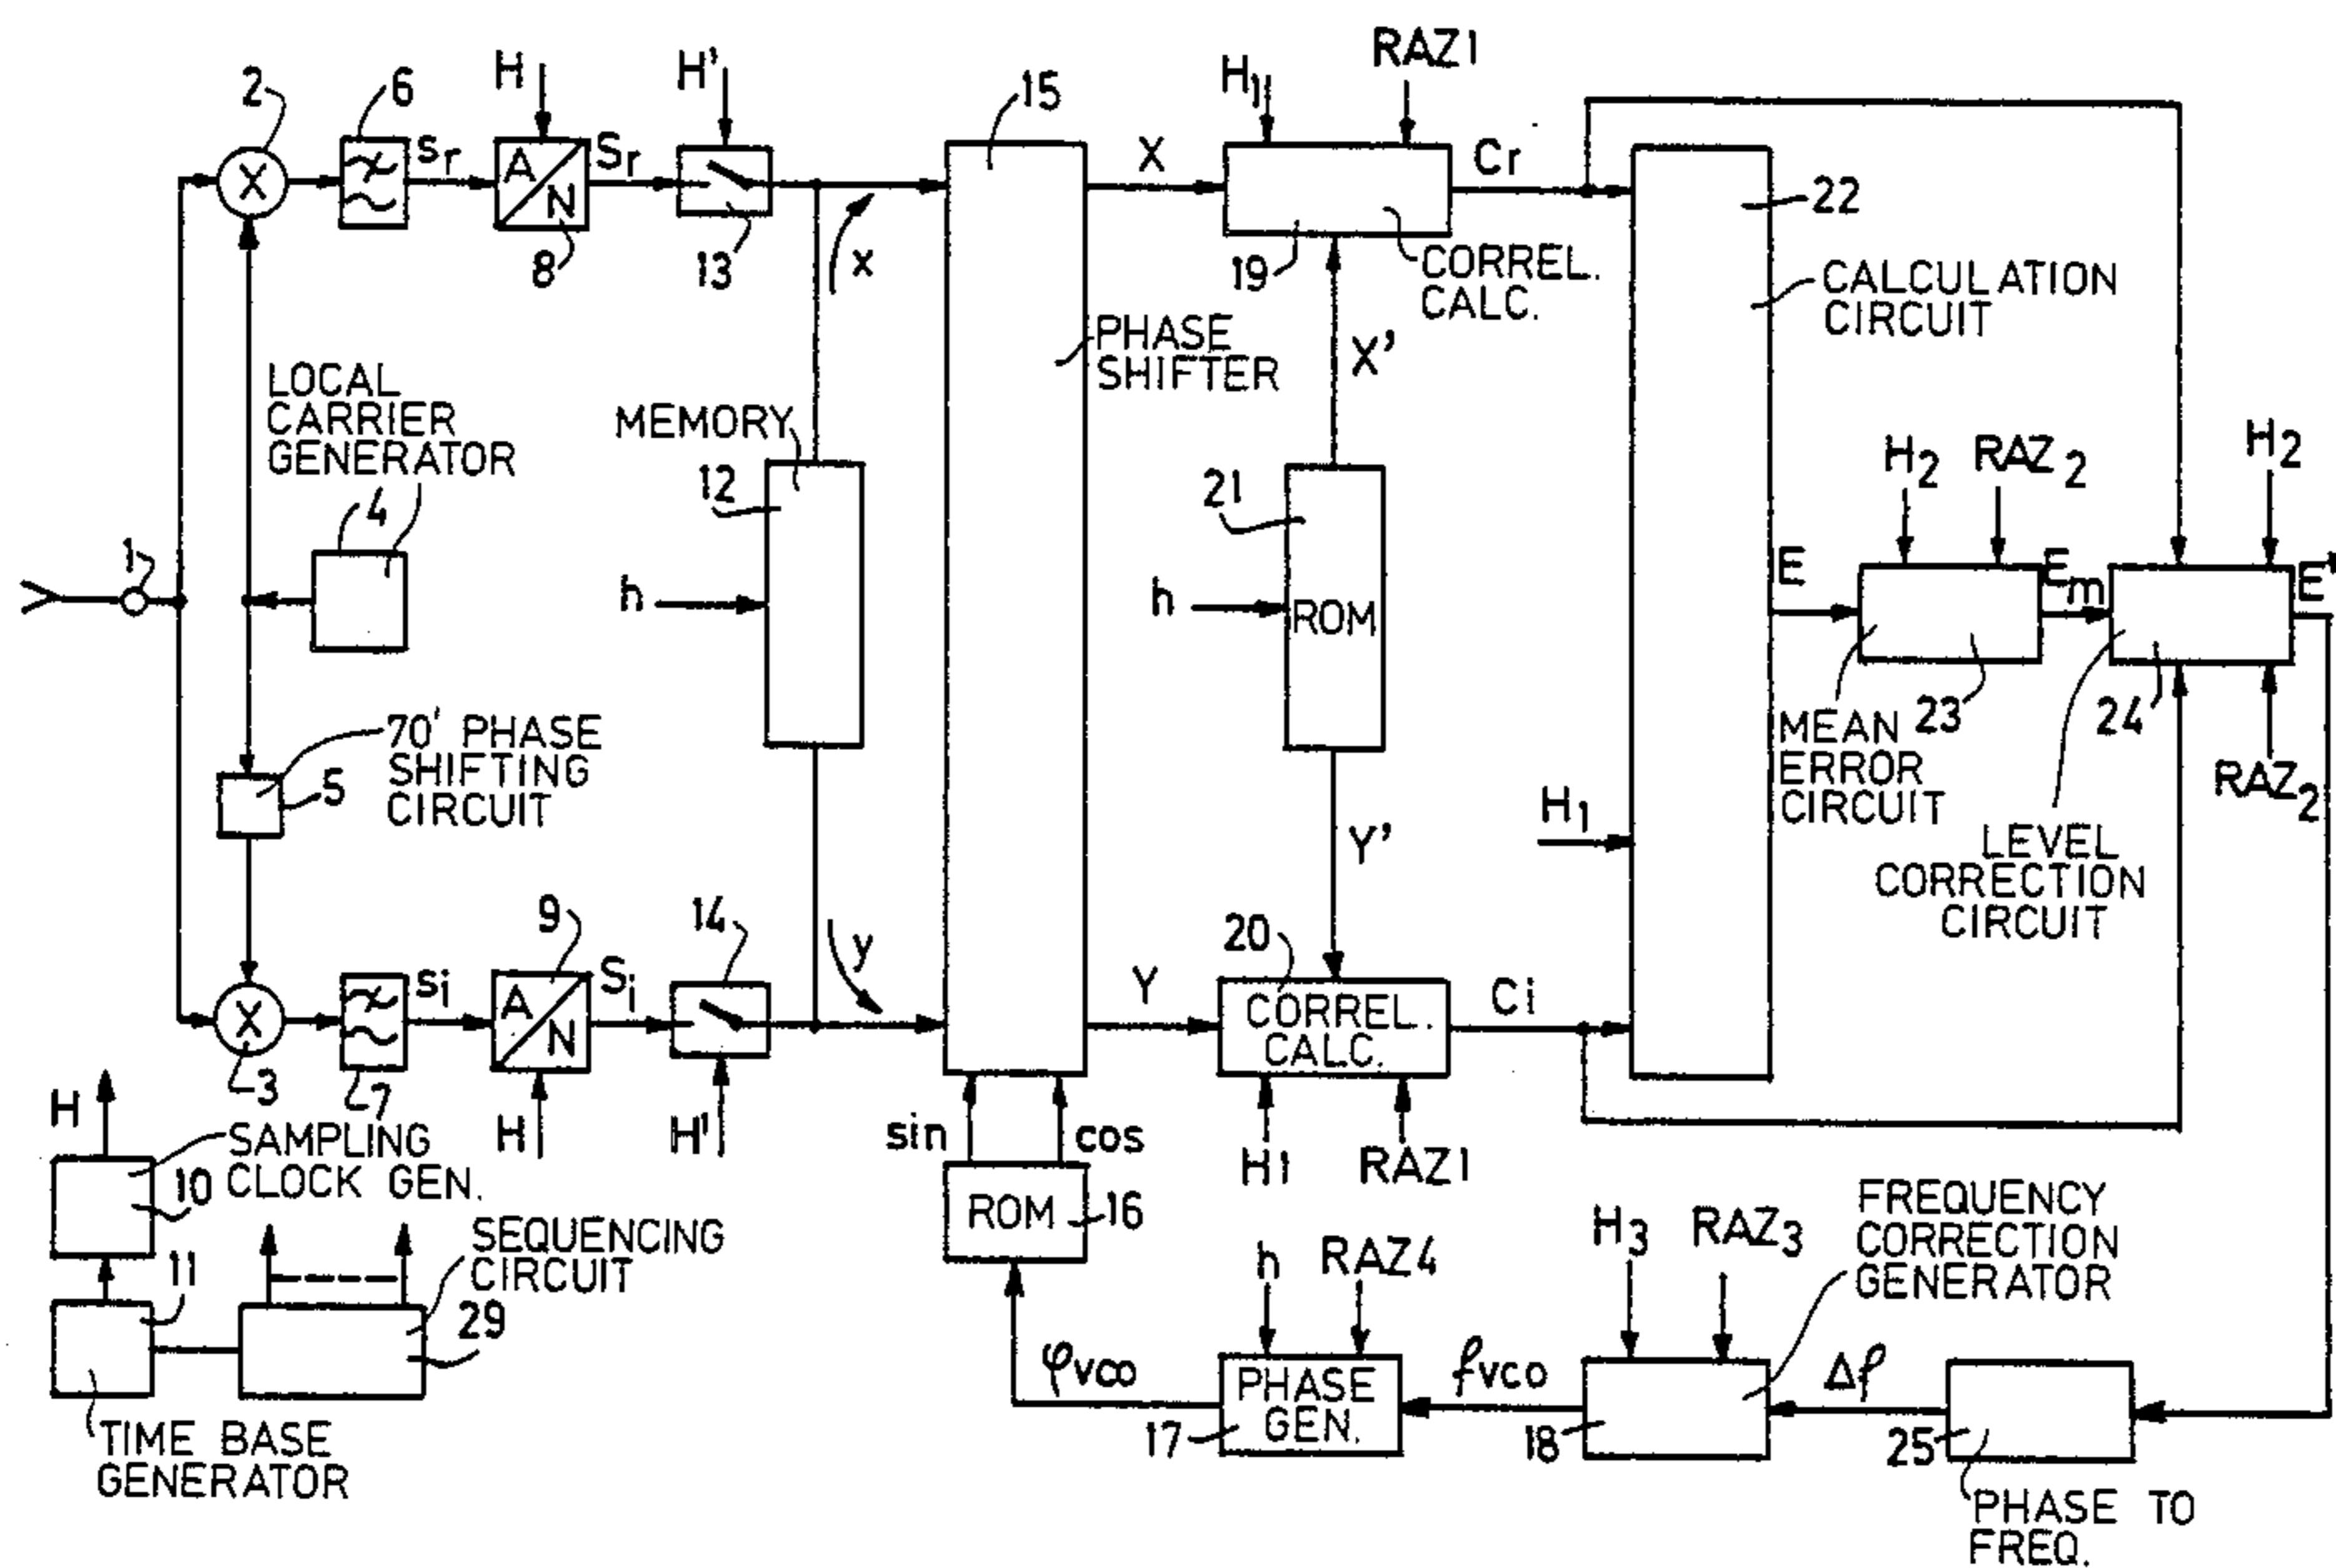 H
H'
H1
RAZ1
2
6
sr
A
N
Sr
15
X
Cr
X
8
13
x
19
CORREL.
CALC.
22
CALCULATION
CIRCUIT
LOCAL
CARRIER
GENERATOR
4
MEMORY
12
PHASE
SHIFTER
X'
21
H2
RAZ2
H2
1
h
h
ROM
E
Em
E'
70' PHASE
SHIFTING
CIRCUIT
5
MEAN
ERROR
CIRCUIT
23
24
RAZ2
H1
Y'
LEVEL
CORRECTION
CIRCUIT
9
14
y
20
X
3
7
si
A
N
Si
Y
CORREL.
CALC.
Ci
H
H
H'
sin
cos
H1
RAZ1
SAMPLING
CLOCK GEN.
10
ROM
16
FREQUENCY
CORRECTION
GENERATOR
11
SEQUENCING
CIRCUIT
29
h
RAZ4
H3
RAZ3
φvco
PHASE
GEN.
17
fvco
18
Δf
25
TIME BASE
GENERATOR
PHASE TO
FREQ.